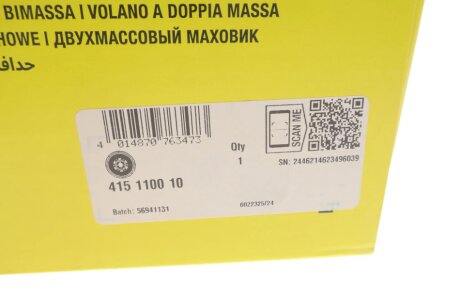 BIMASSA I VOLANO A DOPPIA MASSA
HOWE I ДВУХМАССОВЫЙ МАХОВИК
حدافة
4 014870 763473
SCAN ME
Qty
1
SN: 2446214623496039
415 1100 10
Batch: 56941131
6022325/24